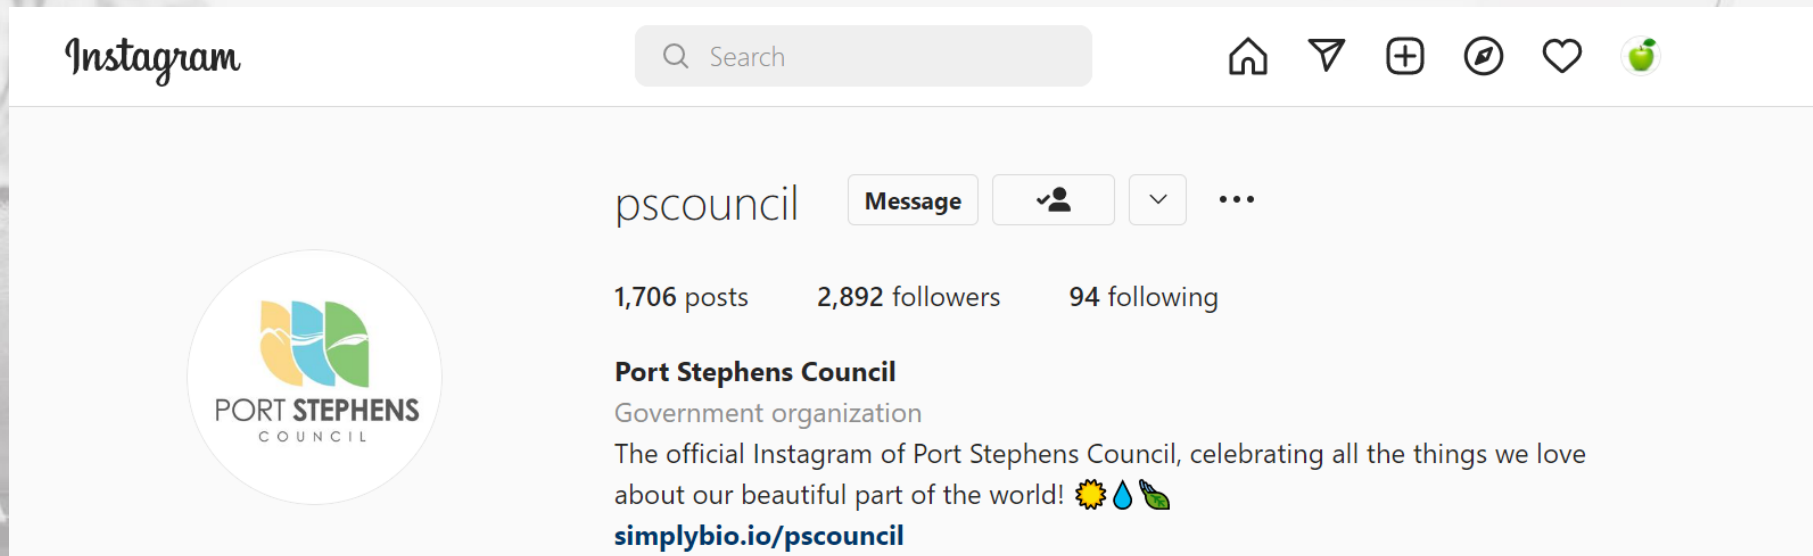 Instagram
Search
pscouncil
Message
1,706 posts 2,892 followers 94 following
PORT STEPHENS
COUNCIL
Port Stephens Council
Government organization
The official Instagram of Port Stephens Council, celebrating all the things we love
about our beautiful part of the world!
simplybio.io/pscouncil